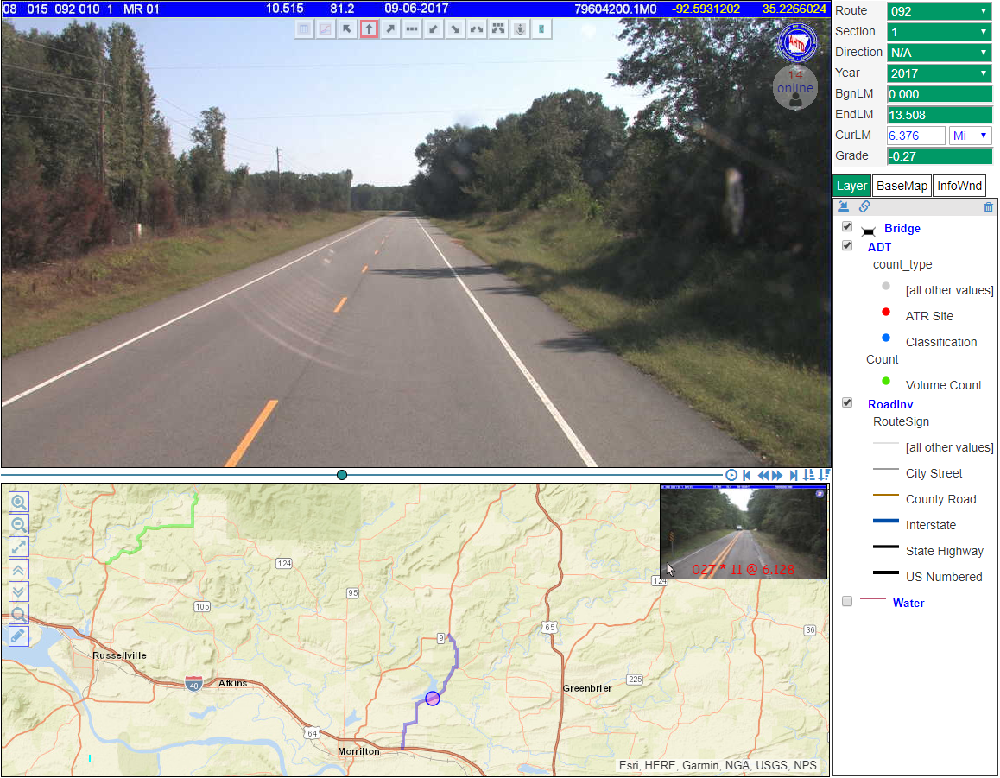 08 015 092 010 1 MR 01 10.515 81.2 09-06-2017 79604200.1M0 -92.5931202 35.2266024
AHTD
14
online
Route 092
Section 1
Direction N/A
Year 2017
BgnLM 0.000
EndLM 13.508
CurLM 6.376 Mi
Grade -0.27
Layer BaseMap InfoWnd
Bridge
ADT
count_type
[all other values]
ATR Site
Classification
Count
Volume Count
RoadInv
RouteSign
[all other values]
City Street
County Road
Interstate
State Highway
US Numbered
Water
027 * 11 @ 6.128
124
124
95
105
9
65
36
Russellville
40
Atkins
225
Greenbrier
64
Morrilton
Esri, HERE, Garmin, NGA, USGS, NPS